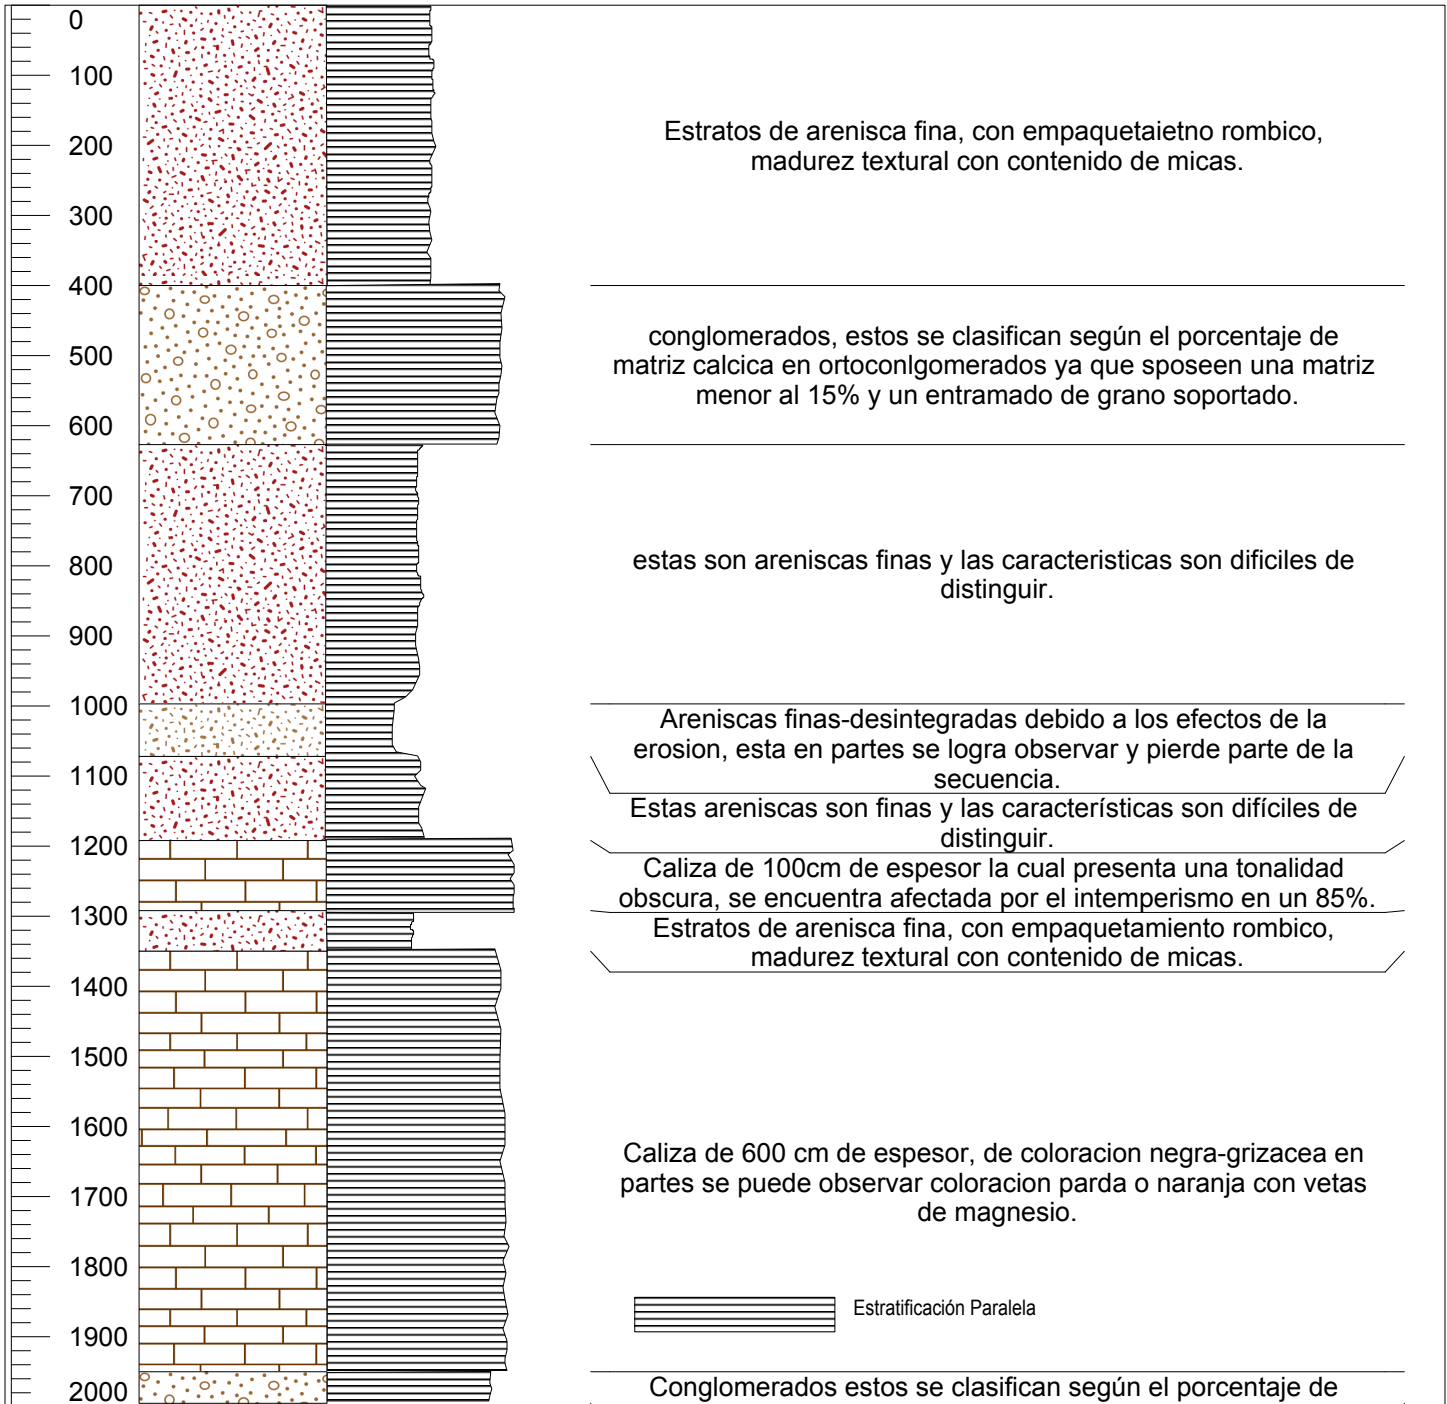 0
100
200
300
400
500
600
700
800
900
1000
1100
1200
1300
1400
1500
1600
1700
1800
1900
2000
Estratos de arenisca fina, con empaquetaietno rombico,
madurez textural con contenido de micas.
conglomerados, estos se clasifican según el porcentaje de
matriz calcica en ortoconlgomerados ya que sposeen una matriz
menor al 15% y un entramado de grano soportado.
estas son areniscas finas y las caracteristicas son dificiles de
distinguir.
Areniscas finas-desintegradas debido a los efectos de la
erosion, esta en partes se logra observar y pierde parte de la
secuencia.
Estas areniscas son finas y las características son difíciles de
distinguir.
Caliza de 100cm de espesor la cual presenta una tonalidad
obscura, se encuentra afectada por el intemperismo en un 85%.
Estratos de arenisca fina, con empaquetamiento rombico,
madurez textural con contenido de micas.
Caliza de 600 cm de espesor, de coloracion negra-grizacea en
partes se puede observar coloracion parda o naranja con vetas
de magnesio.
Estratificación Paralela
Conglomerados estos se clasifican según el porcentaje de